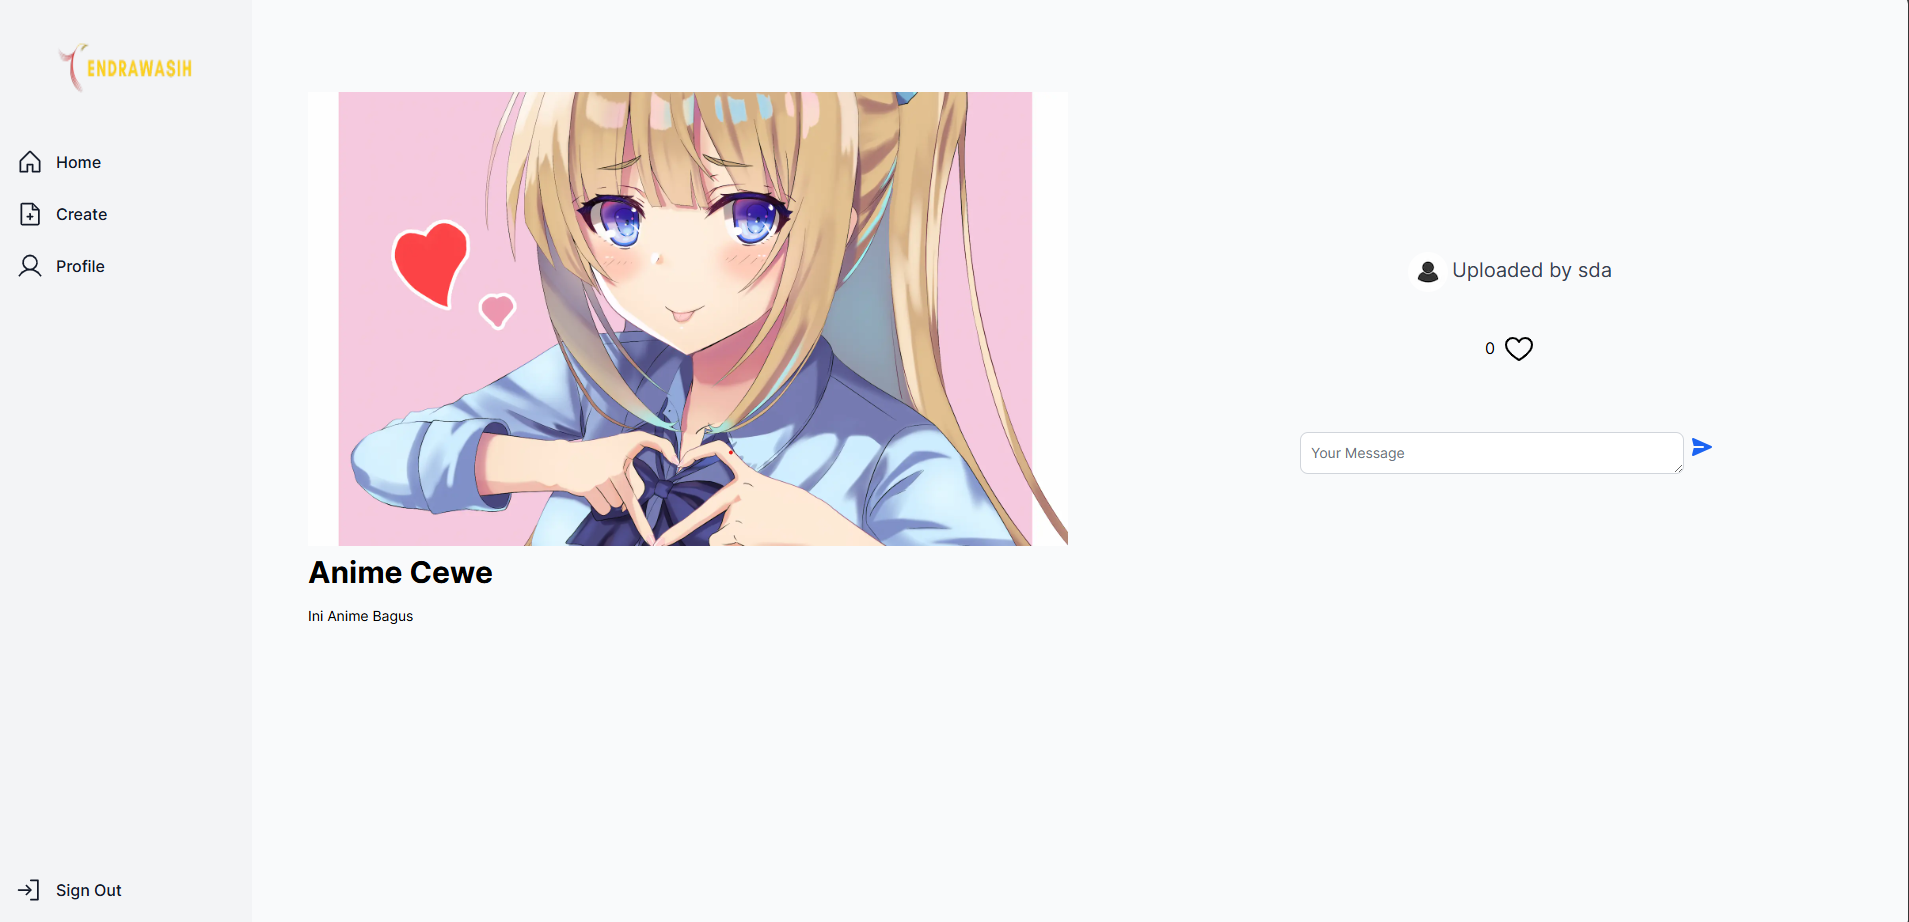 ENDRAWASIH
Home
Create
Profile
Sign Out
Anime Cewe
Ini Anime Bagus
Uploaded by sda
0
Your Message